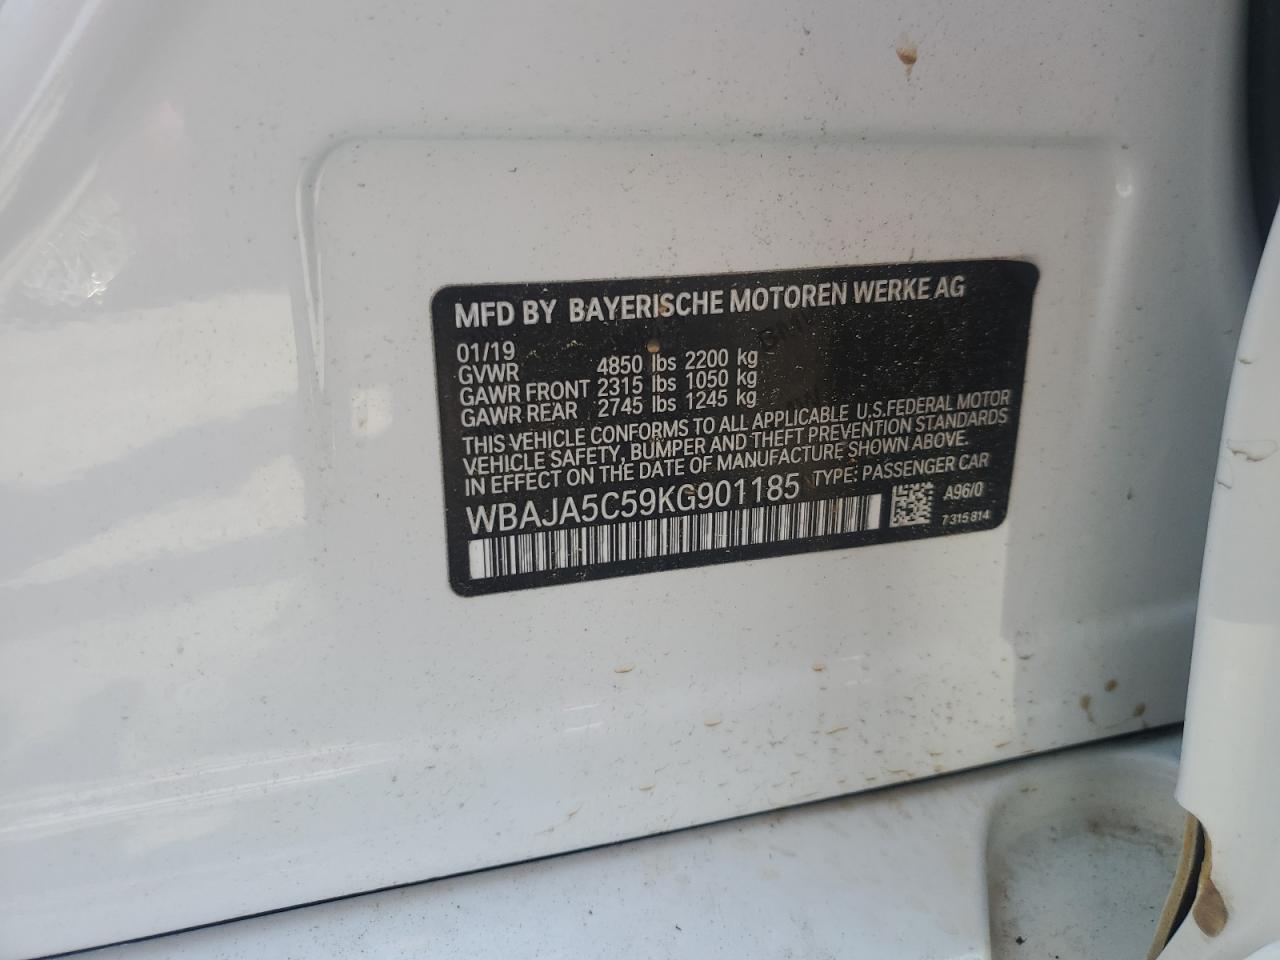 MFD BY BAYERISCHE MOTOREN WERKE AG
01/19
GVWR 4850 lbs 2200 kg
GAWR FRONT 2315 lbs 1050 kg
GAWR REAR 2745 lbs 1245 kg
THIS VEHICLE CONFORMS TO ALL APPLICABLE U.S.FEDERAL MOTOR
VEHICLE SAFETY, BUMPER AND THEFT PREVENTION STANDARDS
IN EFFECT ON THE DATE OF MANUFACTURE SHOWN ABOVE.
WBAJA5C59KG901185 TYPE: PASSENGER CAR
A96/0
7 315 814